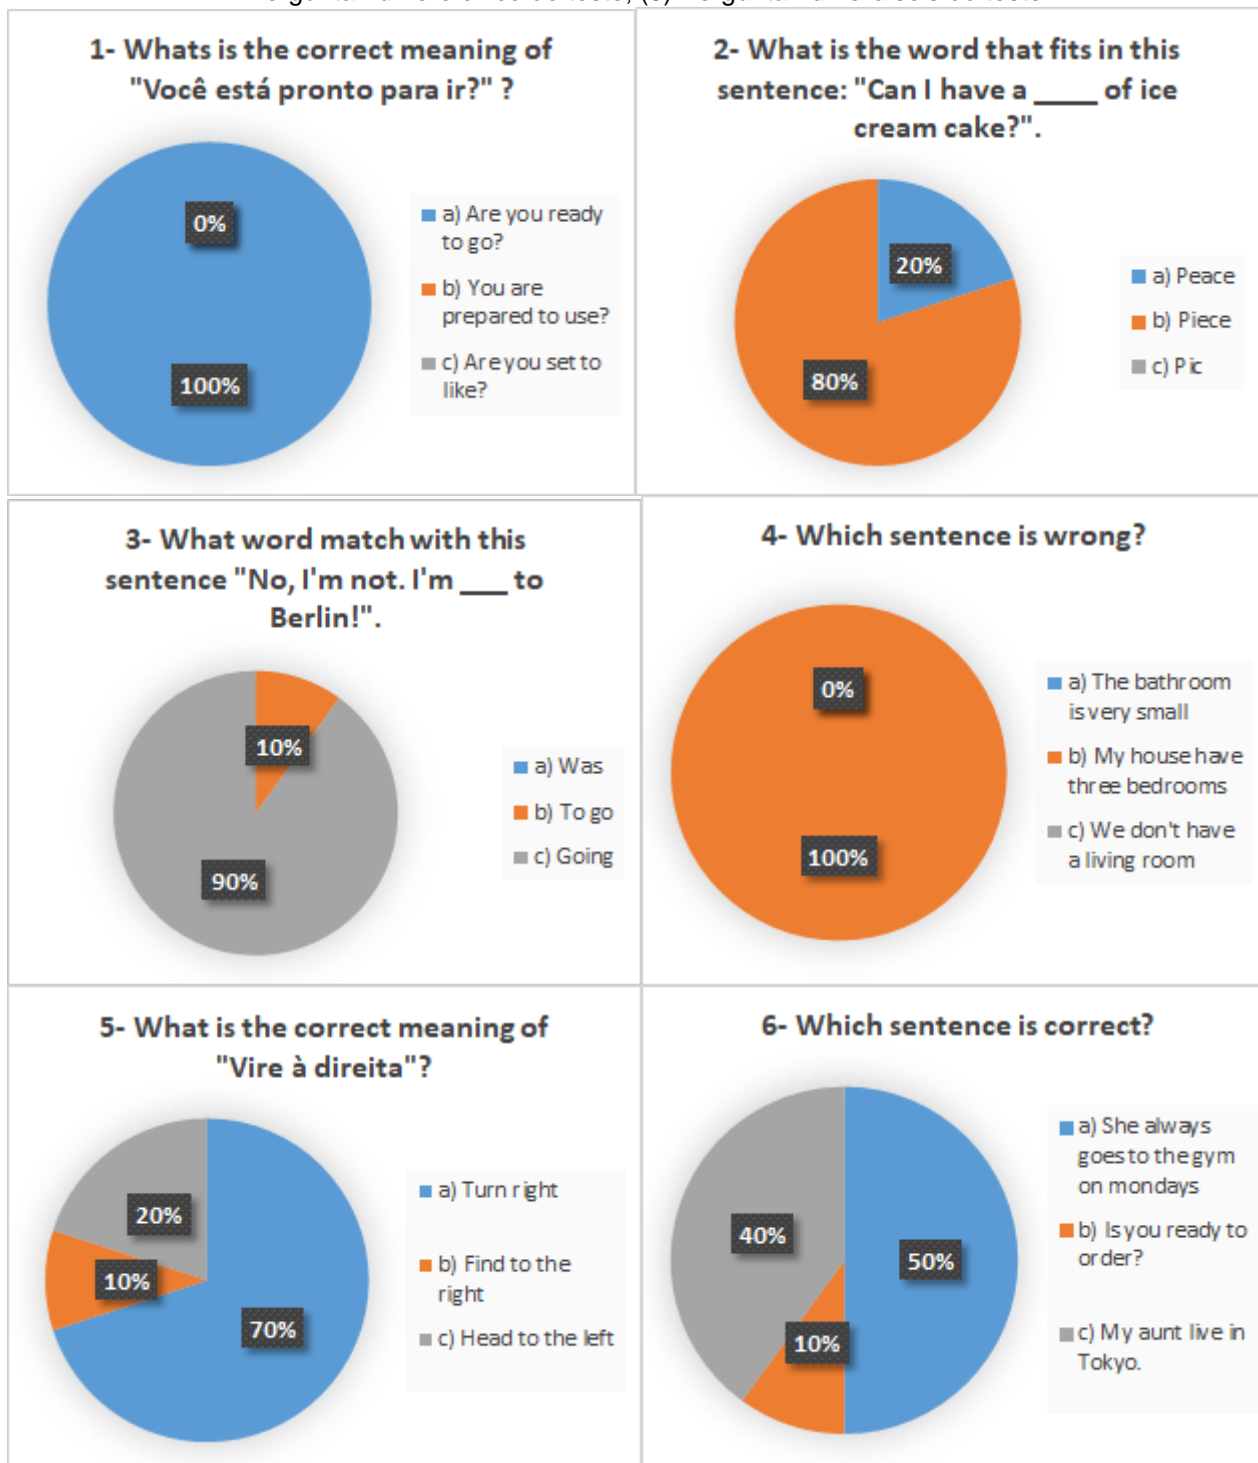 1- Whats is the correct meaning of
"Você está pronto para ir?" ?
0%
100%
a) Are you ready
to go?
b) You are
prepared to use?
c) Are you set to
like?
2- What is the word that fits in this
sentence: "Can I have a ____ of ice
cream cake?".
20%
80%
a) Peace
b) Piece
c) Pic
3- What word match with this
sentence "No, I'm not. I'm ___ to
Berlin!".
10%
90%
a) Was
b) To go
c) Going
4- Which sentence is wrong?
0%
100%
a) The bathroom
is very small
b) My house have
three bedrooms
c) We don't have
a living room
5- What is the correct meaning of
"Vire à direita"?
20%
10%
70%
a) Turn right
b) Find to the
right
c) Head to the left
6- Which sentence is correct?
40%
50%
10%
a) She always
goes to the gym
on mondays
b) Is you ready to
order?
c) My aunt live in
Tokyo.